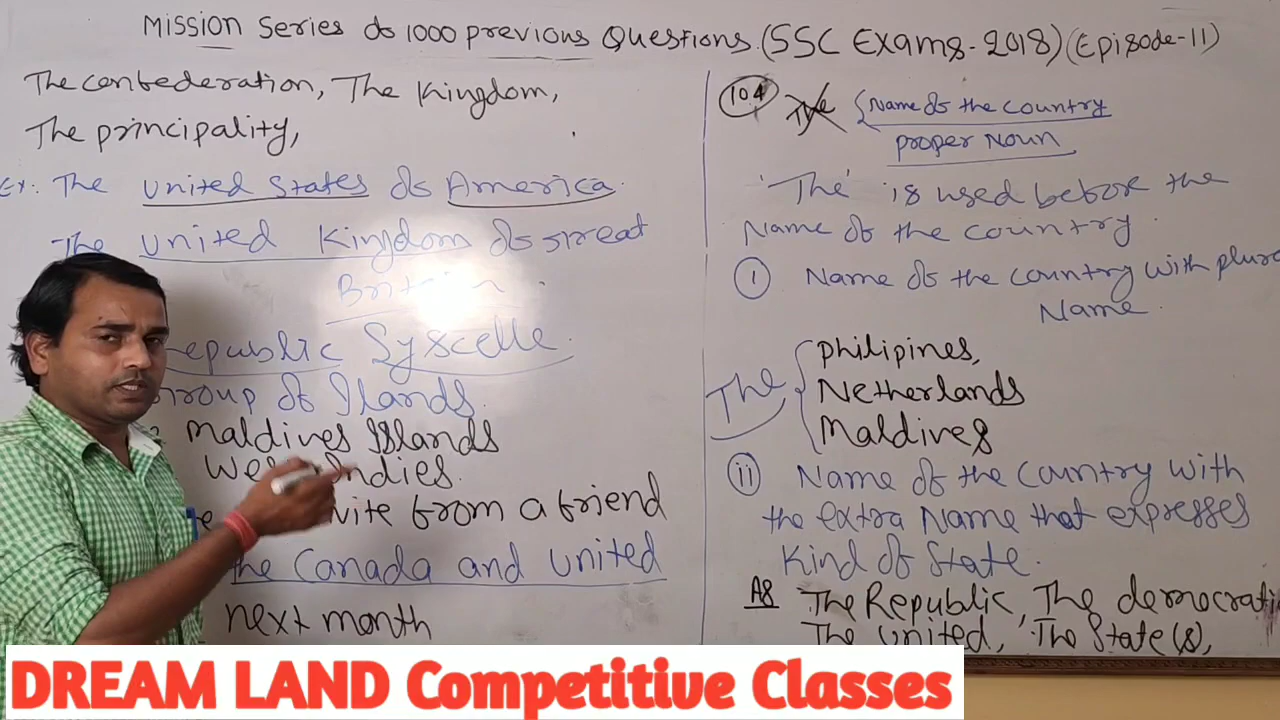 Mission Series of 1000 previous Questions. (SSC Exams-2018) (Episode-11)
The confederation, The Kingdom,
The principality,
Ex: The united states of America.
The united Kingdom of Great
Britain.
Republic Syscelle.
Group of Ilands.
Maldives Islands
West Indies.
invite from a friend
the Canada and united
next month
104 The {Name of the country
proper Noun
'The' is used before the
Name of the country.
i Name of the country with plural
Name.
The { philipines,
Netherlands
Maldives
ii Name of the country with
the extra Name that expresses
Kind of State.
As The Republic, The democratic
The united, The State(s),
DREAM LAND Competitive Classes